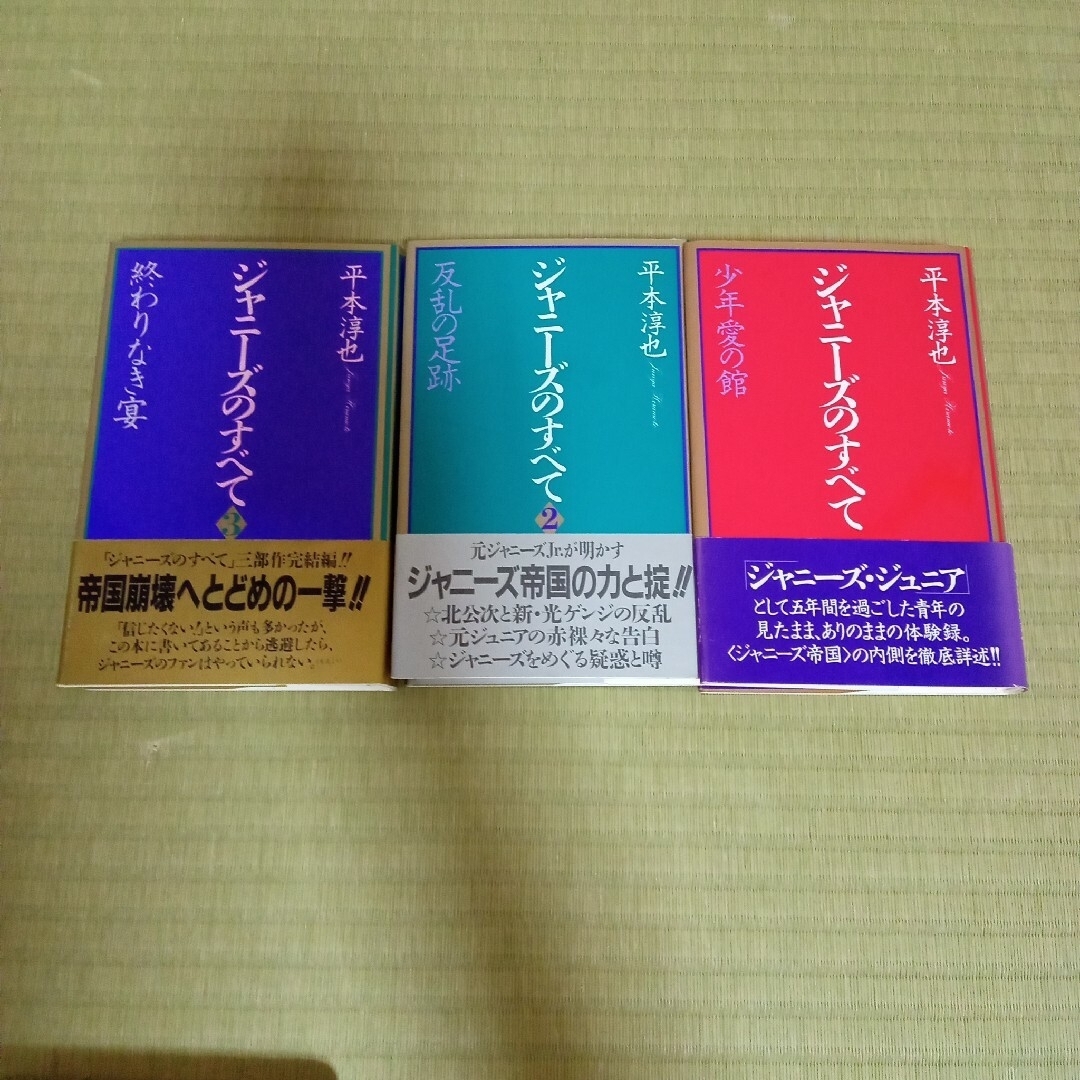 平本淳也
Junya Hiramoto
ジャニーズのすべて
3
終わりなき宴
「ジャニーズのすべて」三部作完結編!!
帝国崩壊へとどめの一撃!!
「信じたくない!」という声も多かったが、
この本に書いてあることから逃避したら、
ジャニーズのファンはやっていられない。
平本淳也
Junya Hiramoto
ジャニーズのすべて
2
反乱の足跡
元ジャニーズJr.が明かす
ジャニーズ帝国の力と掟!!
☆北公次と新・光ゲンジの反乱
☆元ジュニアの赤裸々な告白
☆ジャニーズをめぐる疑惑と噂
平本淳也
Junya Hiramoto
ジャニーズのすべて
少年愛の館
「ジャニーズ・ジュニア」
として五年間を過ごした青年の
見たまま、ありのままの体験録。
〈ジャニーズ帝国〉の内側を徹底詳述!!